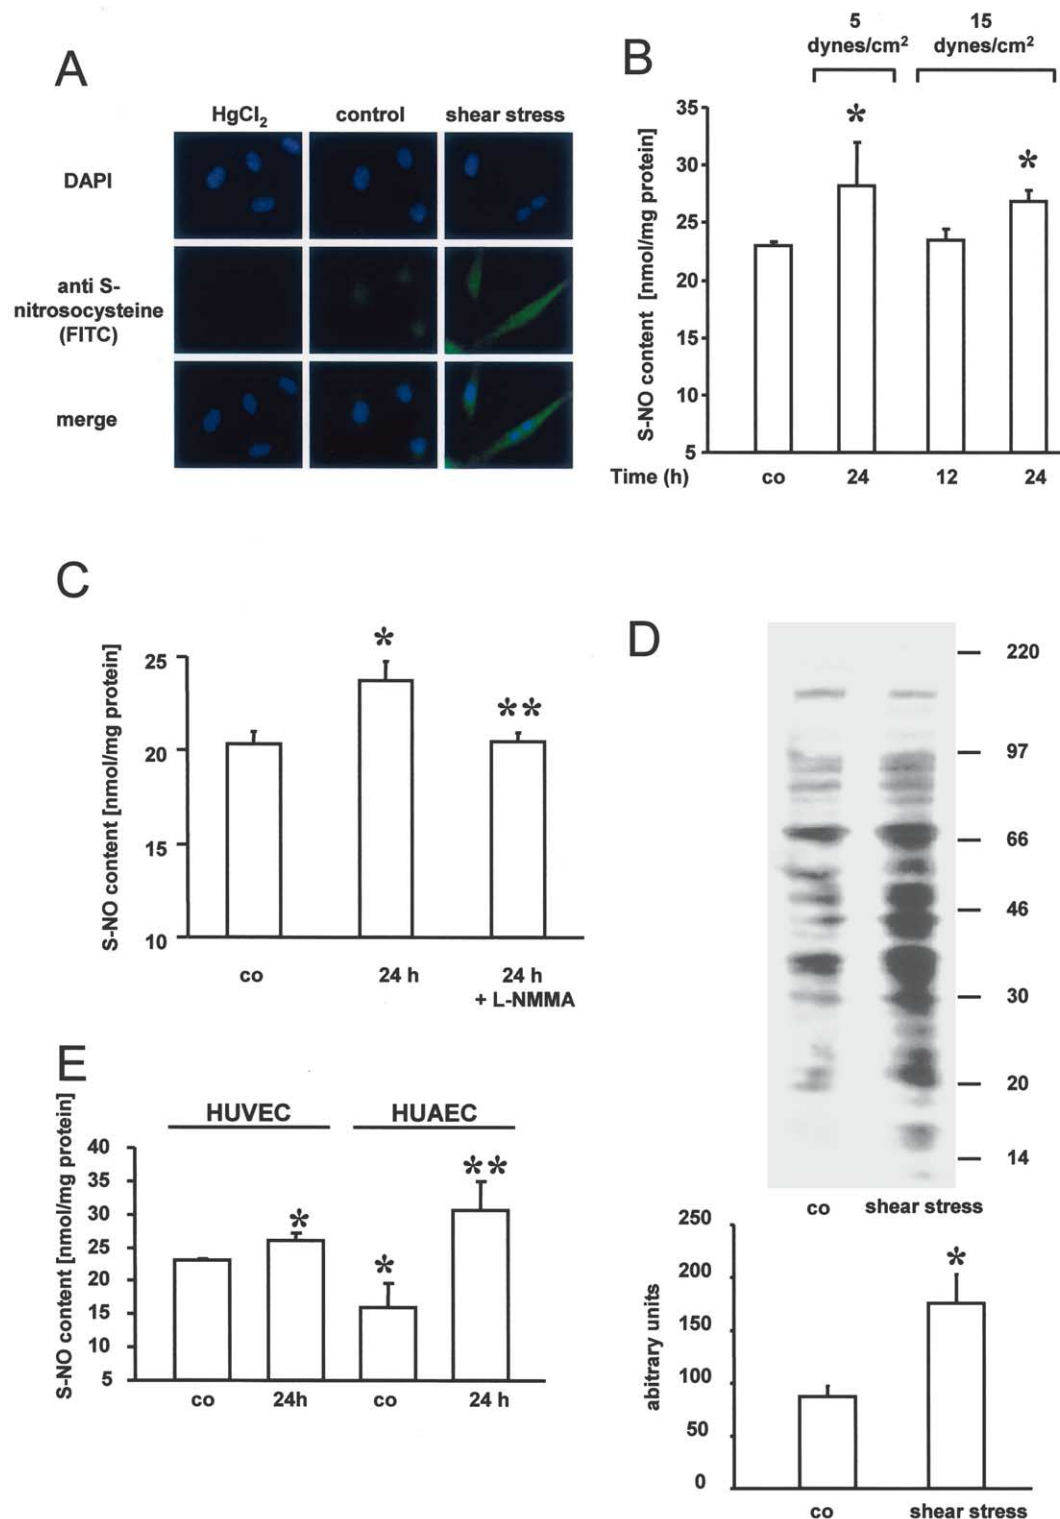 A
HgCl₂ control shear stress
DAPI
anti S-
nitrosocysteine
(FITC)
merge
B
5
dynes/cm²
15
dynes/cm²
S-NO content [nmol/mg protein]
35
30
25
20
15
10
5
*
*
Time (h) co 24 12 24
C
S-NO content [nmol/mg protein]
25
20
15
10
*
**
co 24 h 24 h
+ L-NMMA
D
220
97
66
46
30
20
14
co shear stress
abitrary units
250
200
150
100
50
0
*
co shear stress
E
HUVEC HUAEC
S-NO content [nmol/mg protein]
40
35
30
25
20
15
10
5
*
*
**
co 24h co 24 h